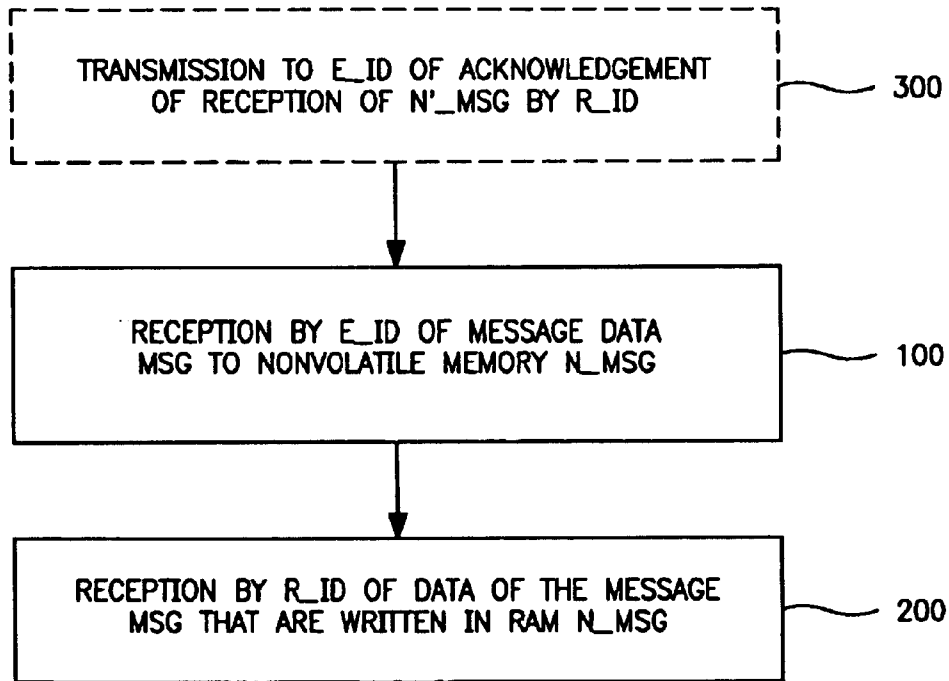 TRANSMISSION TO E_ID OF ACKNOWLEDGEMENT
OF RECEPTION OF N'_MSG BY R_ID
300
RECEPTION BY E_ID OF MESSAGE DATA
MSG TO NONVOLATILE MEMORY N_MSG
100
RECEPTION BY R_ID OF DATA OF THE MESSAGE
MSG THAT ARE WRITTEN IN RAM N_MSG
200